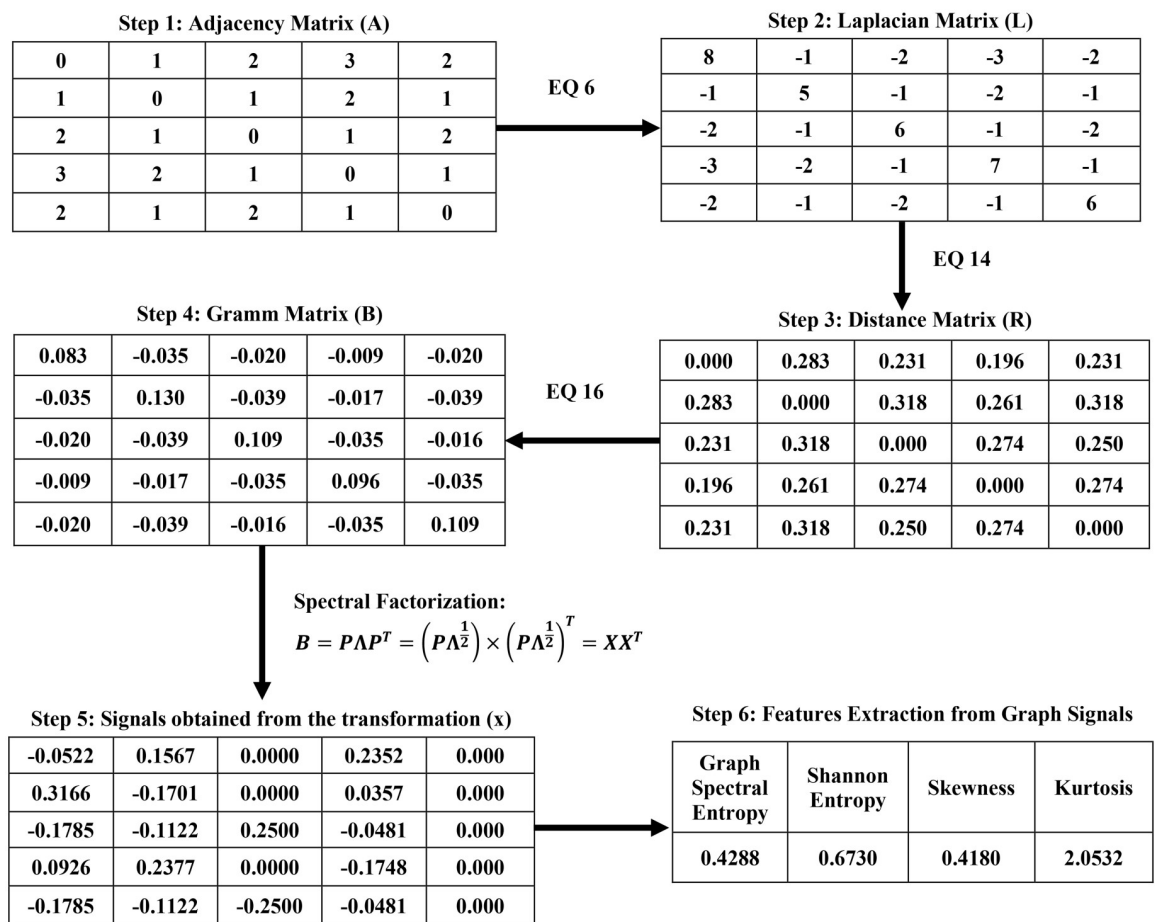 Step 1: Adjacency Matrix (A)
0 1 2 3 2
1 0 1 2 1
2 1 0 1 2
3 2 1 0 1
2 1 2 1 0
EQ 6
Step 2: Laplacian Matrix (L)
8 -1 -2 -3 -2
-1 5 -1 -2 -1
-2 -1 6 -1 -2
-3 -2 -1 7 -1
-2 -1 -2 -1 6
EQ 14
Step 3: Distance Matrix (R)
0.000 0.283 0.231 0.196 0.231
0.283 0.000 0.318 0.261 0.318
0.231 0.318 0.000 0.274 0.250
0.196 0.261 0.274 0.000 0.274
0.231 0.318 0.250 0.274 0.000
EQ 16
Step 4: Gramm Matrix (B)
0.083 -0.035 -0.020 -0.009 -0.020
-0.035 0.130 -0.039 -0.017 -0.039
-0.020 -0.039 0.109 -0.035 -0.016
-0.009 -0.017 -0.035 0.096 -0.035
-0.020 -0.039 -0.016 -0.035 0.109
Spectral Factorization:
B = PΛP^T = (PΛ^{1/2}) × (PΛ^{1/2})^T = XX^T
Step 5: Signals obtained from the transformation (x)
-0.0522 0.1567 0.0000 0.2352 0.000
0.3166 -0.1701 0.0000 0.0357 0.000
-0.1785 -0.1122 0.2500 -0.0481 0.000
0.0926 0.2377 0.0000 -0.1748 0.000
-0.1785 -0.1122 -0.2500 -0.0481 0.000
Step 6: Features Extraction from Graph Signals
Graph
Spectral
Entropy
Shannon
Entropy
Skewness
Kurtosis
0.4288 0.6730 0.4180 2.0532